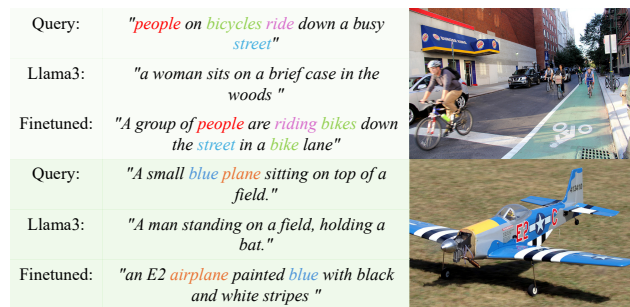 Query:
"people on bicycles ride down a busy
street"
Llama3:
"a woman sits on a brief case in the
woods "
Finetuned:
"A group of people are riding bikes down
the street in a bike lane"
Query:
"A small blue plane sitting on top of a
field."
Llama3:
"A man standing on a field, holding a
bat."
Finetuned:
"an E2 airplane painted blue with black
and white stripes "
E2
C